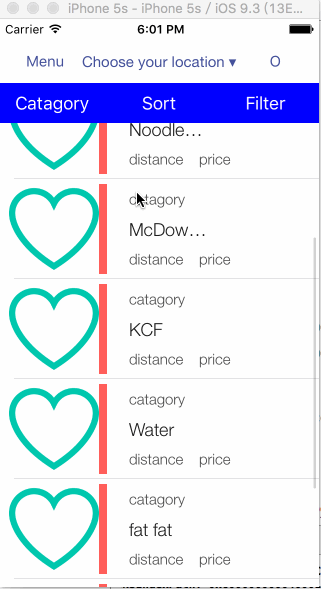 iPhone 5s - iPhone 5s / iOS 9.3 (13E...
Carrier 6:01 PM
Menu Choose your location ▾ O
Catagory Sort Filter
Noodle...
distance price
catagory
McDow...
distance price
catagory
KCF
distance price
catagory
Water
distance price
catagory
fat fat
distance price